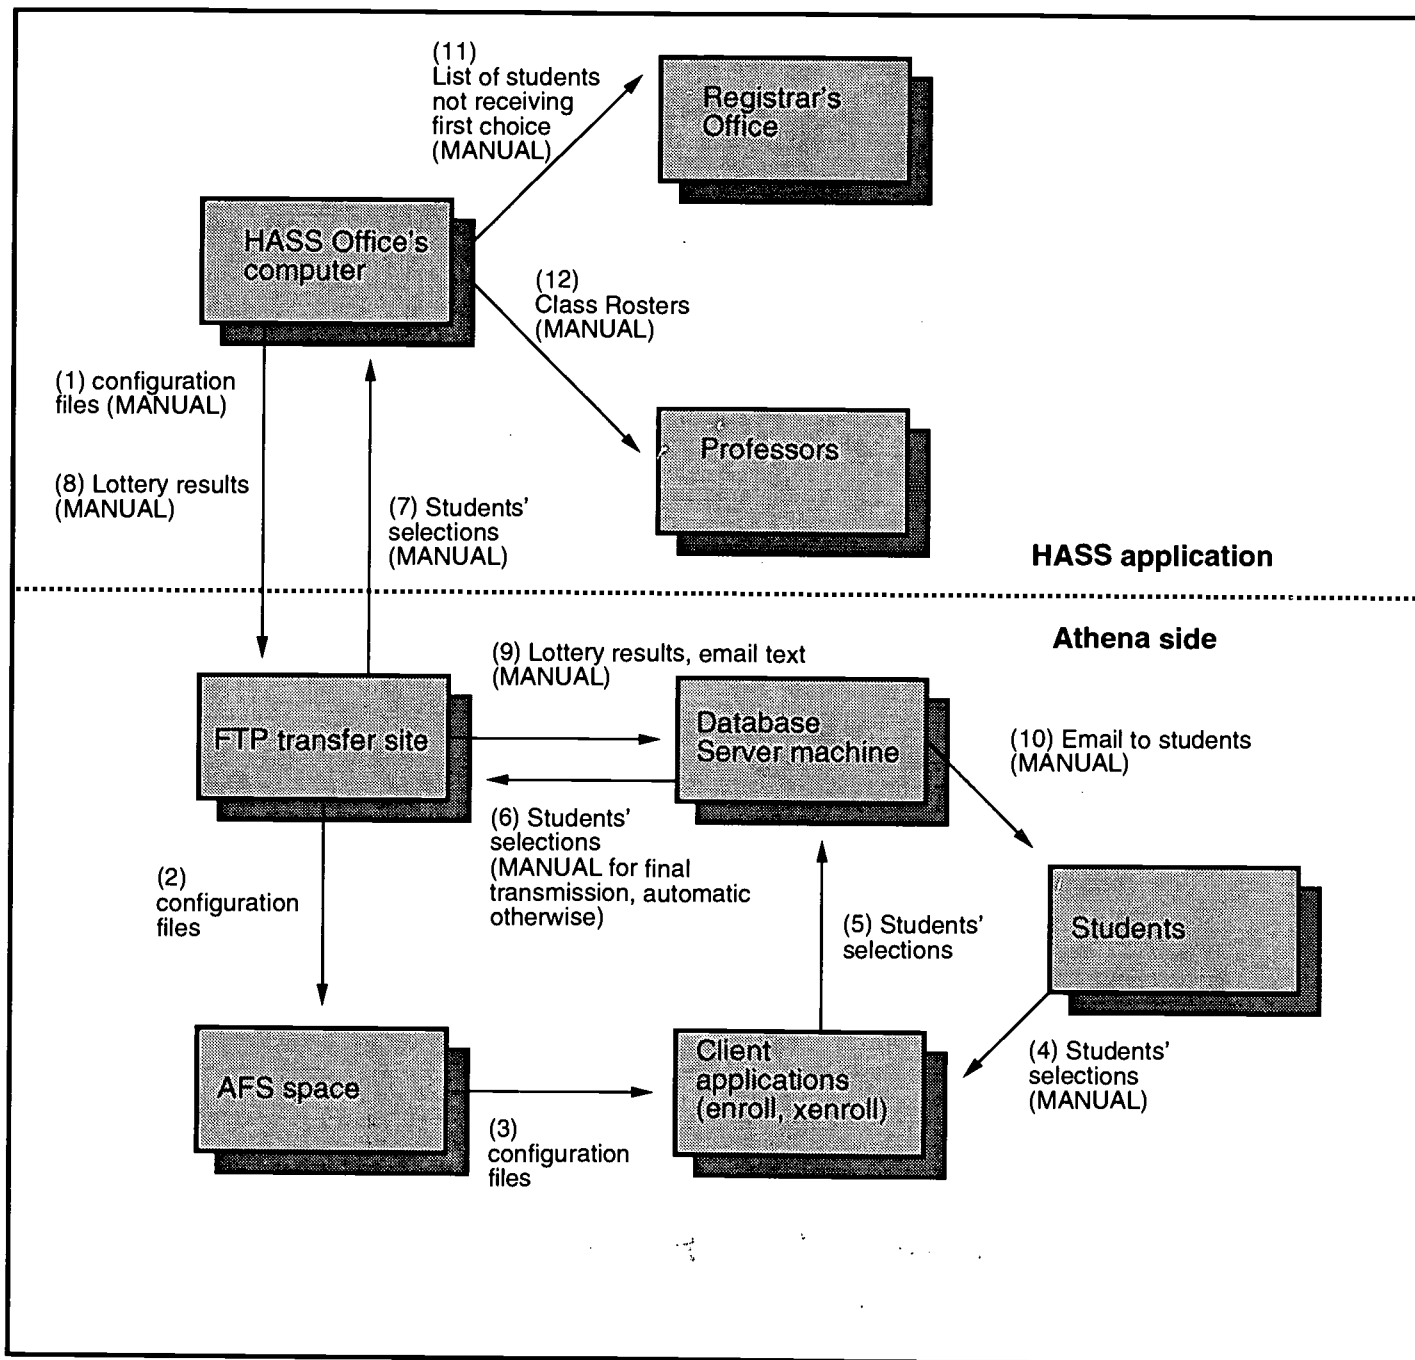 (11)
List of students
not receiving
first choice
(MANUAL)
Registrar's
Office
HASS Office's
computer
(12)
Class Rosters
(MANUAL)
(1) configuration
files (MANUAL)
Professors
(8) Lottery results
(MANUAL)
(7) Students'
selections
(MANUAL)
HASS application
Athena side
(9) Lottery results, email text
(MANUAL)
FTP transfer site
Database
Server machine
(10) Email to students
(MANUAL)
(6) Students'
selections
(MANUAL for final
transmission, automatic
otherwise)
(2)
configuration
files
(5) Students'
selections
Students
AFS space
Client
applications
(enroll, xenroll)
(4) Students'
selections
(MANUAL)
(3)
configuration
files